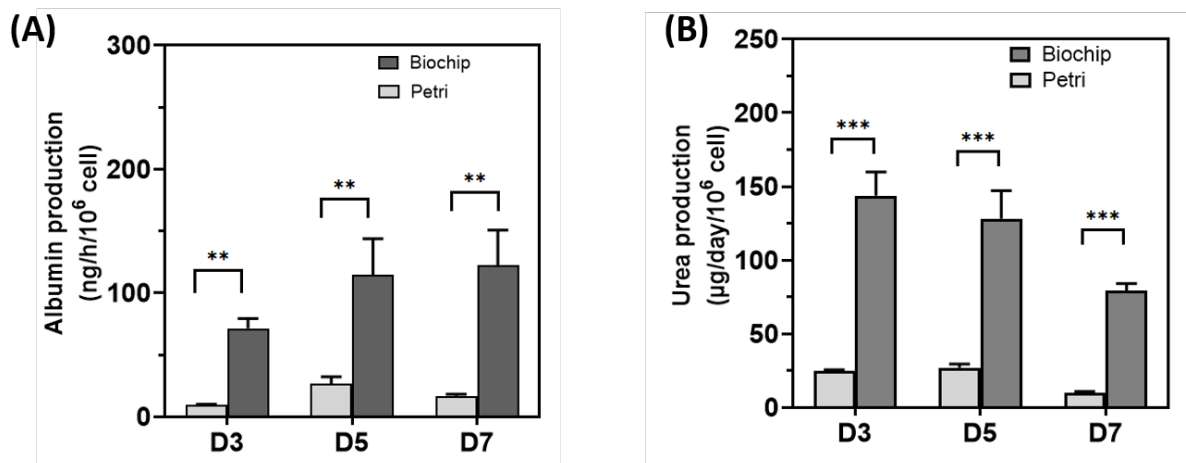 (A)
Albumin production
(ng/h/10⁶ cell)
300
200
100
0
Biochip
Petri
**
**
**
D3
D5
D7
(B)
Urea production
(µg/day/10⁶ cell)
250
200
150
100
50
0
Biochip
Petri
***
***
***
D3
D5
D7